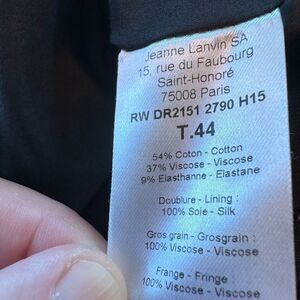 Jeanne Lanvin SA
15, rue du Faubourg
Saint-Honoré
75008 Paris
RW DR2151 2790 H15
T.44
54% Coton - Cotton
37% Viscose - Viscose
9% Elasthanne - Elastane
Doublure - Lining :
100% Soie - Silk
Gros grain - Grosgrain :
100% Viscose - Viscose
Frange - Fringe :
100% Viscose - Viscose